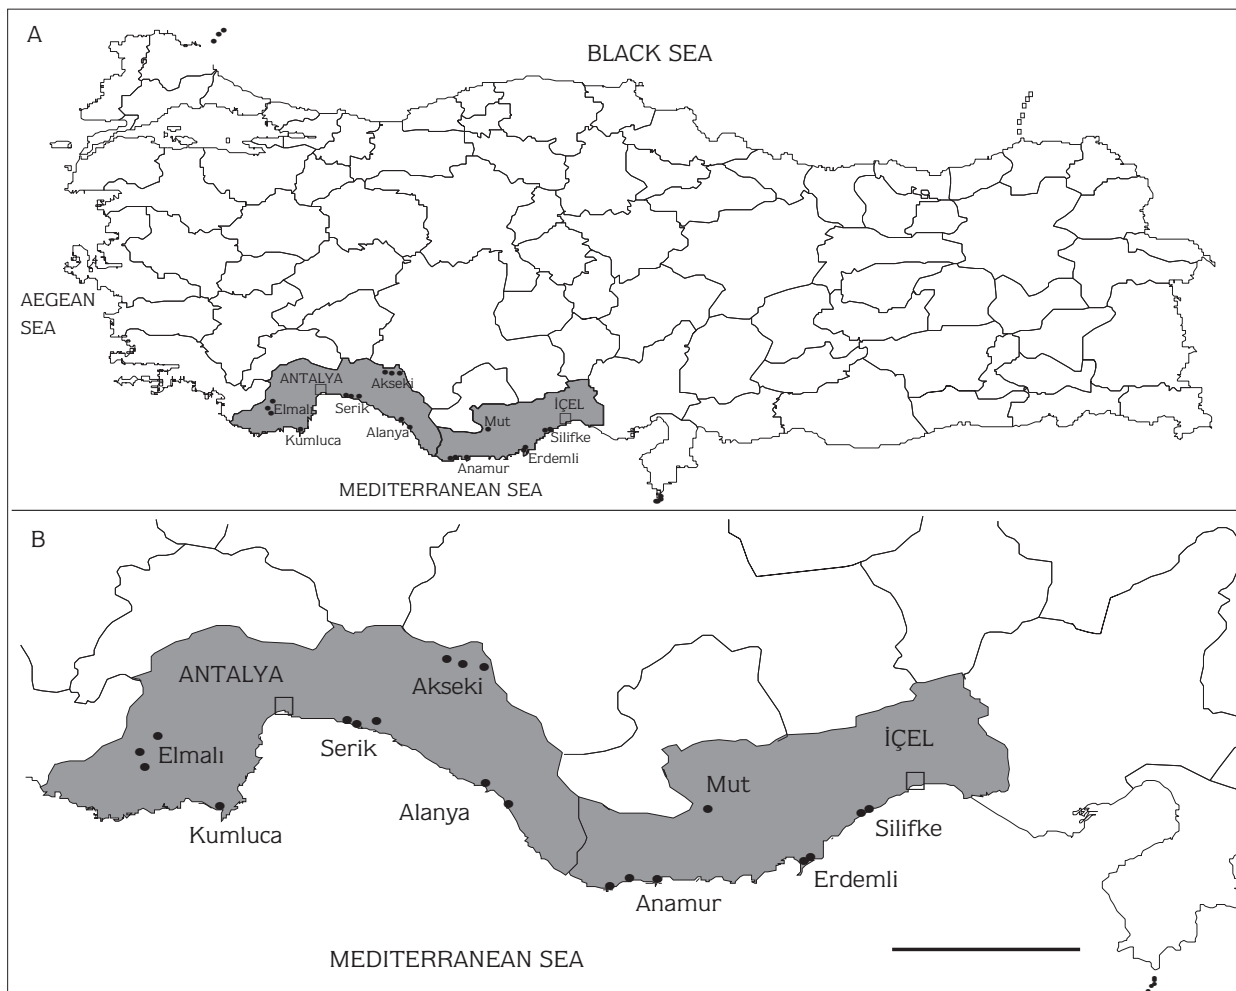 A
BLACK SEA
AEGEAN
SEA
ANTALYA
Akseki
Elmalı
Serik
İÇEL
Kumluca
Alanya
Mut
Silifke
Erdemli
Anamur
MEDITERRANEAN SEA
B
ANTALYA
Akseki
Elmalı
Serik
İÇEL
Mut
Alanya
Kumluca
Silifke
Erdemli
Anamur
MEDITERRANEAN SEA